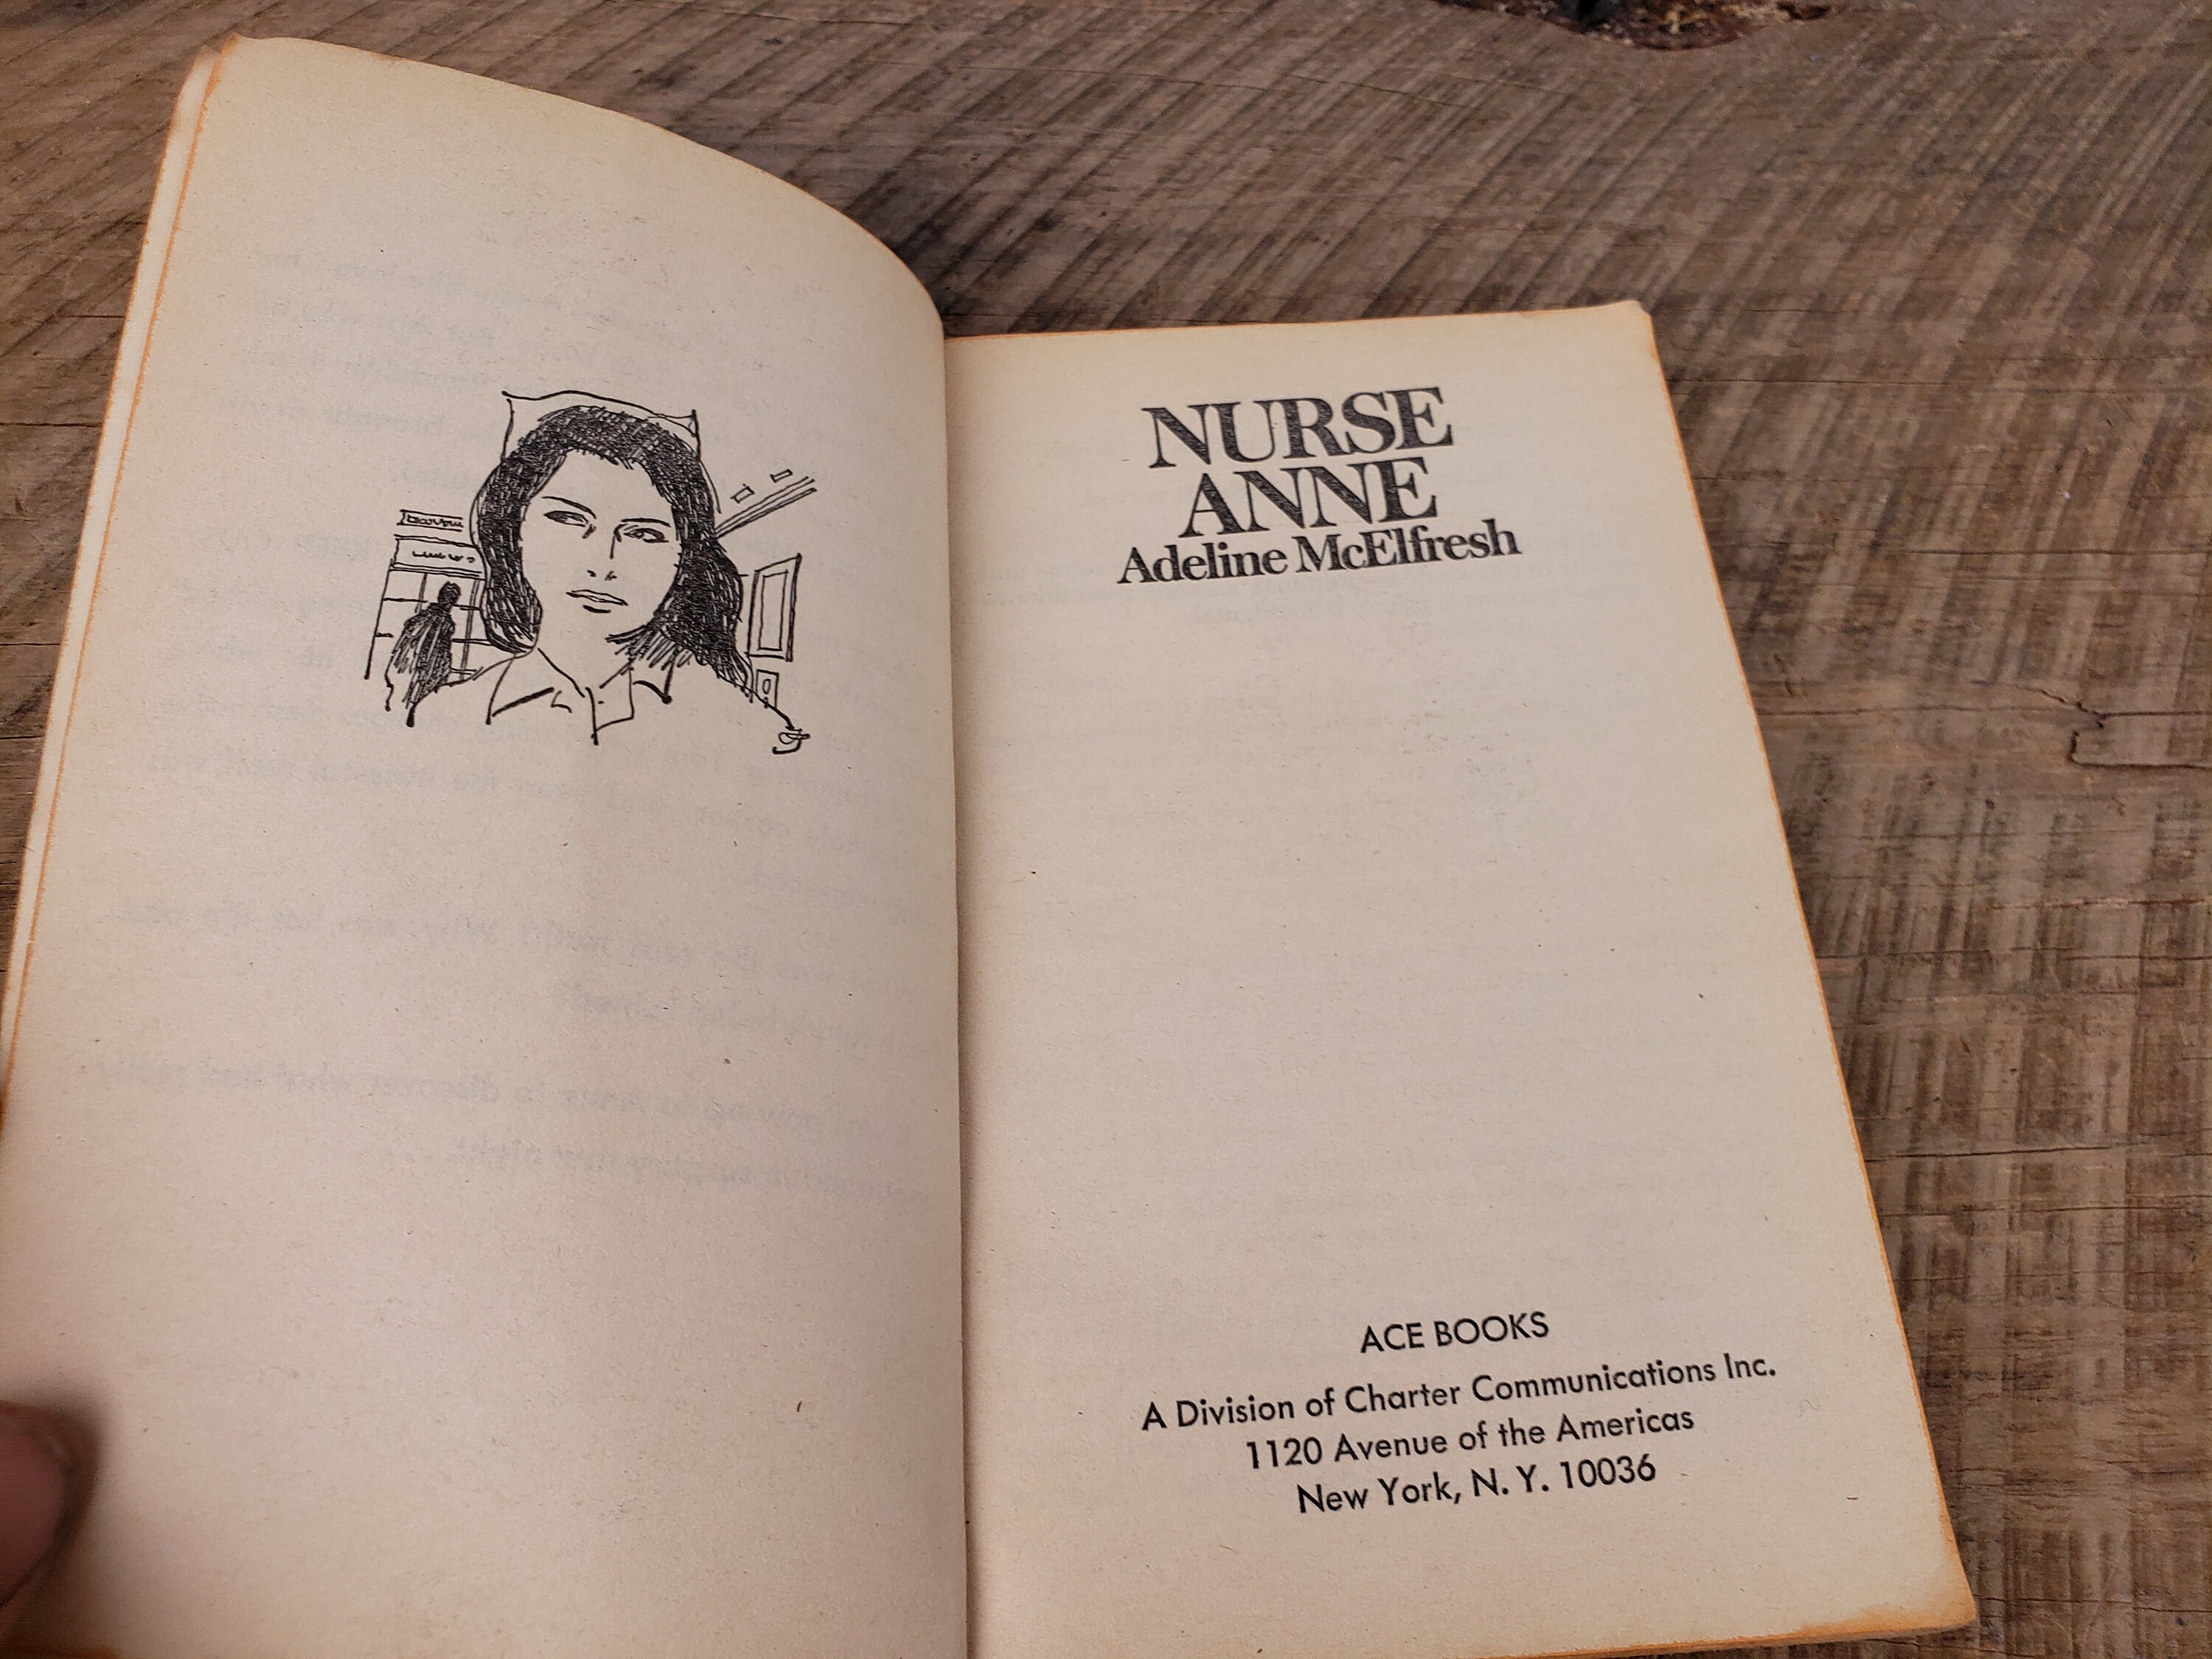 NURSE
ANNE
Adeline McElfresh
ACE BOOKS
A Division of Charter Communications Inc.
1120 Avenue of the Americas
New York, N. Y. 10036